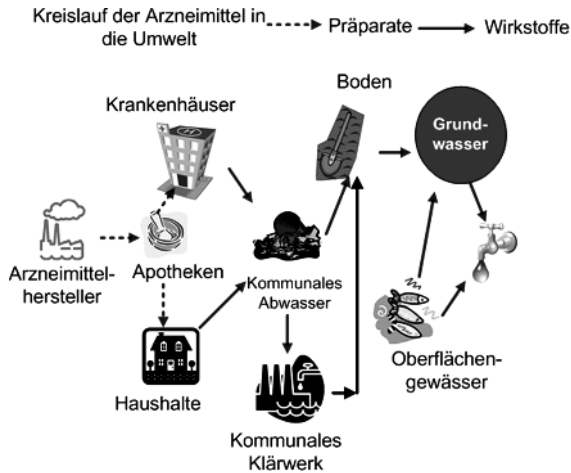 Kreislauf der Arzneimittel in
die Umwelt
Präparate
Wirkstoffe
Boden
Krankenhäuser
H
Grund-
wasser
Arzneimittel-
hersteller
Apotheken
Kommunales
Abwasser
Haushalte
Oberflächen-
gewässer
Kommunales
Klärwerk